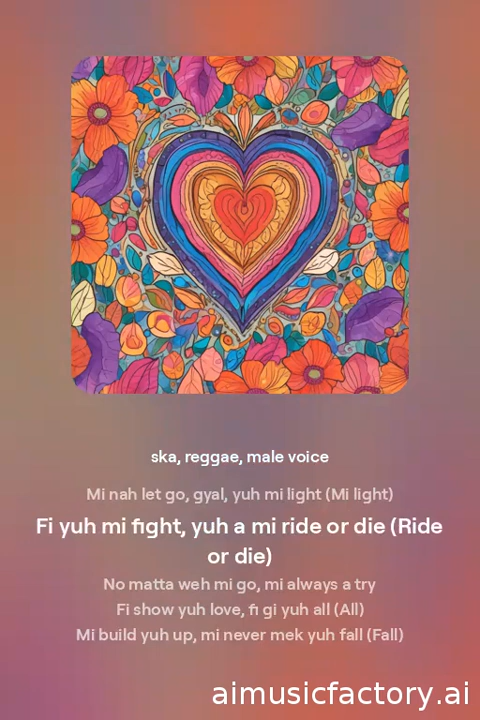 ska, reggae, male voice
Mi nah let go, gyal, yuh mi light (Mi light)
Fi yuh mi fight, yuh a mi ride or die (Ride
or die)
No matta weh mi go, mi always a try
Fi show yuh love, fi gi yuh all (All)
Mi build yuh up, mi never mek yuh fall (Fall)
aimusicfactory.ai